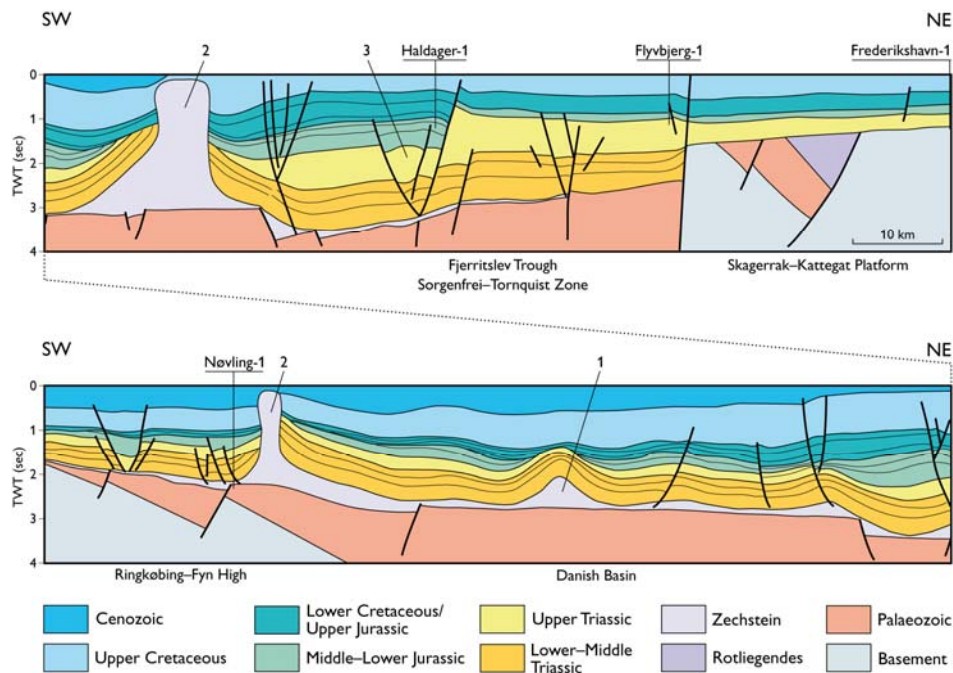 SW
NE
2
3
Haldager-1
Flyvbjerg-1
Frederikshavn-1
0
1
2
3
4
TWT (sec)
10 km
Fjerritslev Trough
Sorgenfrei–Tornquist Zone
Skagerrak–Kattegat Platform
SW
NE
Nøvling-1
2
1
0
1
2
3
4
TWT (sec)
Ringkøbing–Fyn High
Danish Basin
Cenozoic
Upper Cretaceous
Lower Cretaceous/
Upper Jurassic
Middle–Lower Jurassic
Upper Triassic
Lower–Middle
Triassic
Zechstein
Rotliegendes
Palaeozoic
Basement